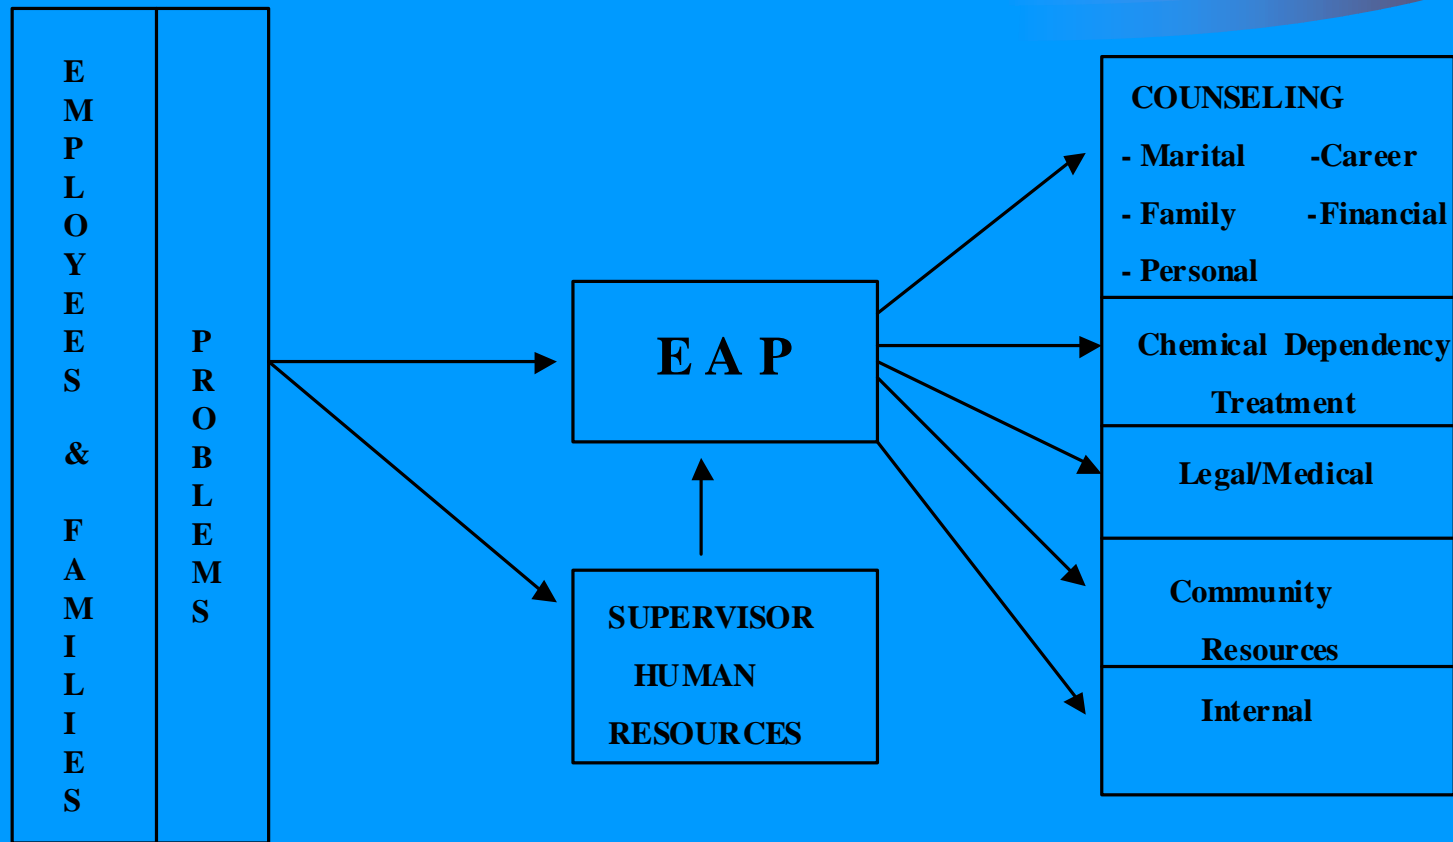 EMPLOYEES & FAMILIES
PROBLEMS
E A P
SUPERVISOR
HUMAN
RESOURCES
COUNSELING
- Marital -Career
- Family -Financial
- Personal
Chemical Dependency
Treatment
Legal/Medical
Community
Resources
Internal